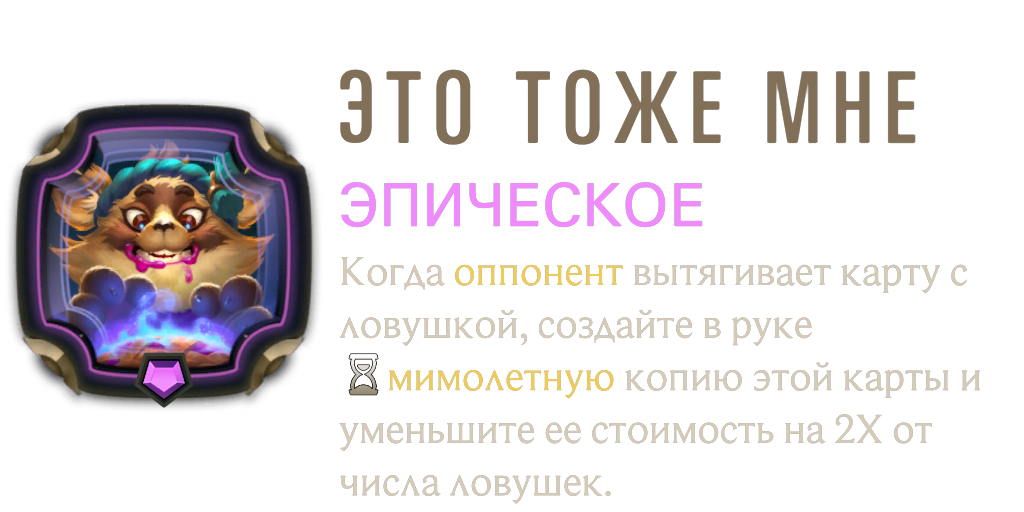 ЭТО ТОЖЕ МНЕ
ЭПИЧЕСКОЕ
Когда оппонент вытягивает карту с
ловушкой, создайте в руке
мимолетную копию этой карты и
уменьшите ее стоимость на 2X от
числа ловушек.